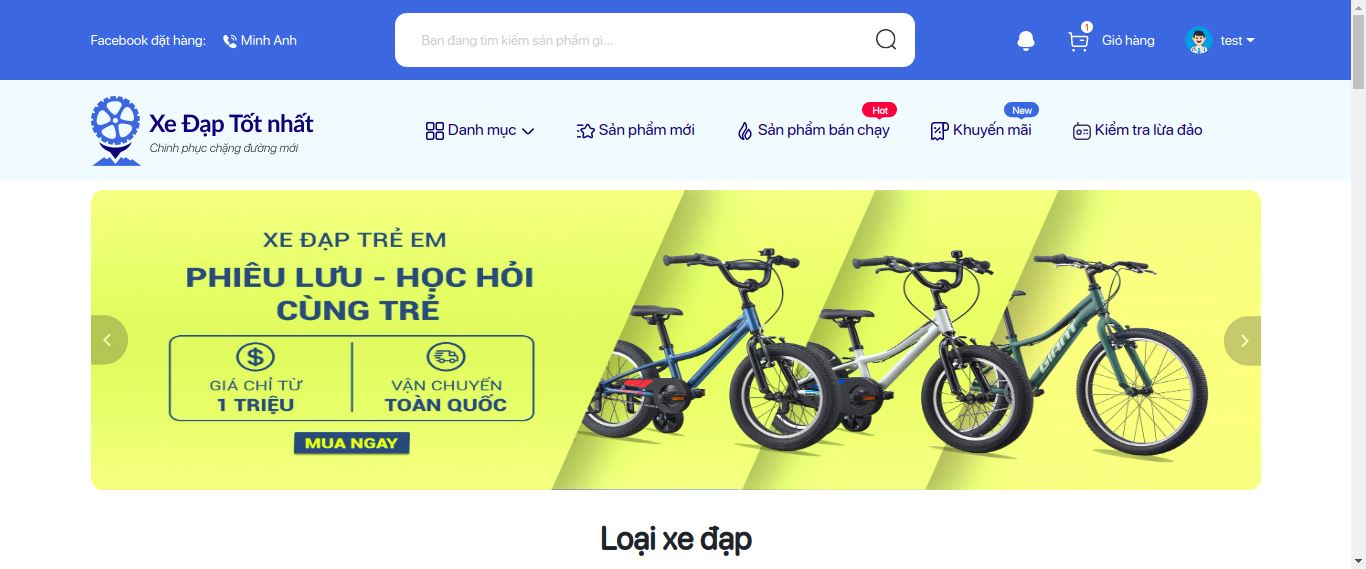 Facebook đặt hàng: Minh Anh
Bạn đang tìm kiếm sản phẩm gì...
1
Giỏ hàng
test
Xe Đạp Tốt nhất
Chinh phục chặng đường mới
Danh mục
Sản phẩm mới
Hot
Sản phẩm bán chạy
New
Khuyến mãi
Kiểm tra lừa đảo
XE ĐẠP TRẺ EM
PHIÊU LƯU - HỌC HỎI
CÙNG TRẺ
GIÁ CHỈ TỪ
1 TRIỆU
VẬN CHUYỂN
TOÀN QUỐC
MUA NGAY
GIANT
Loại xe đạp